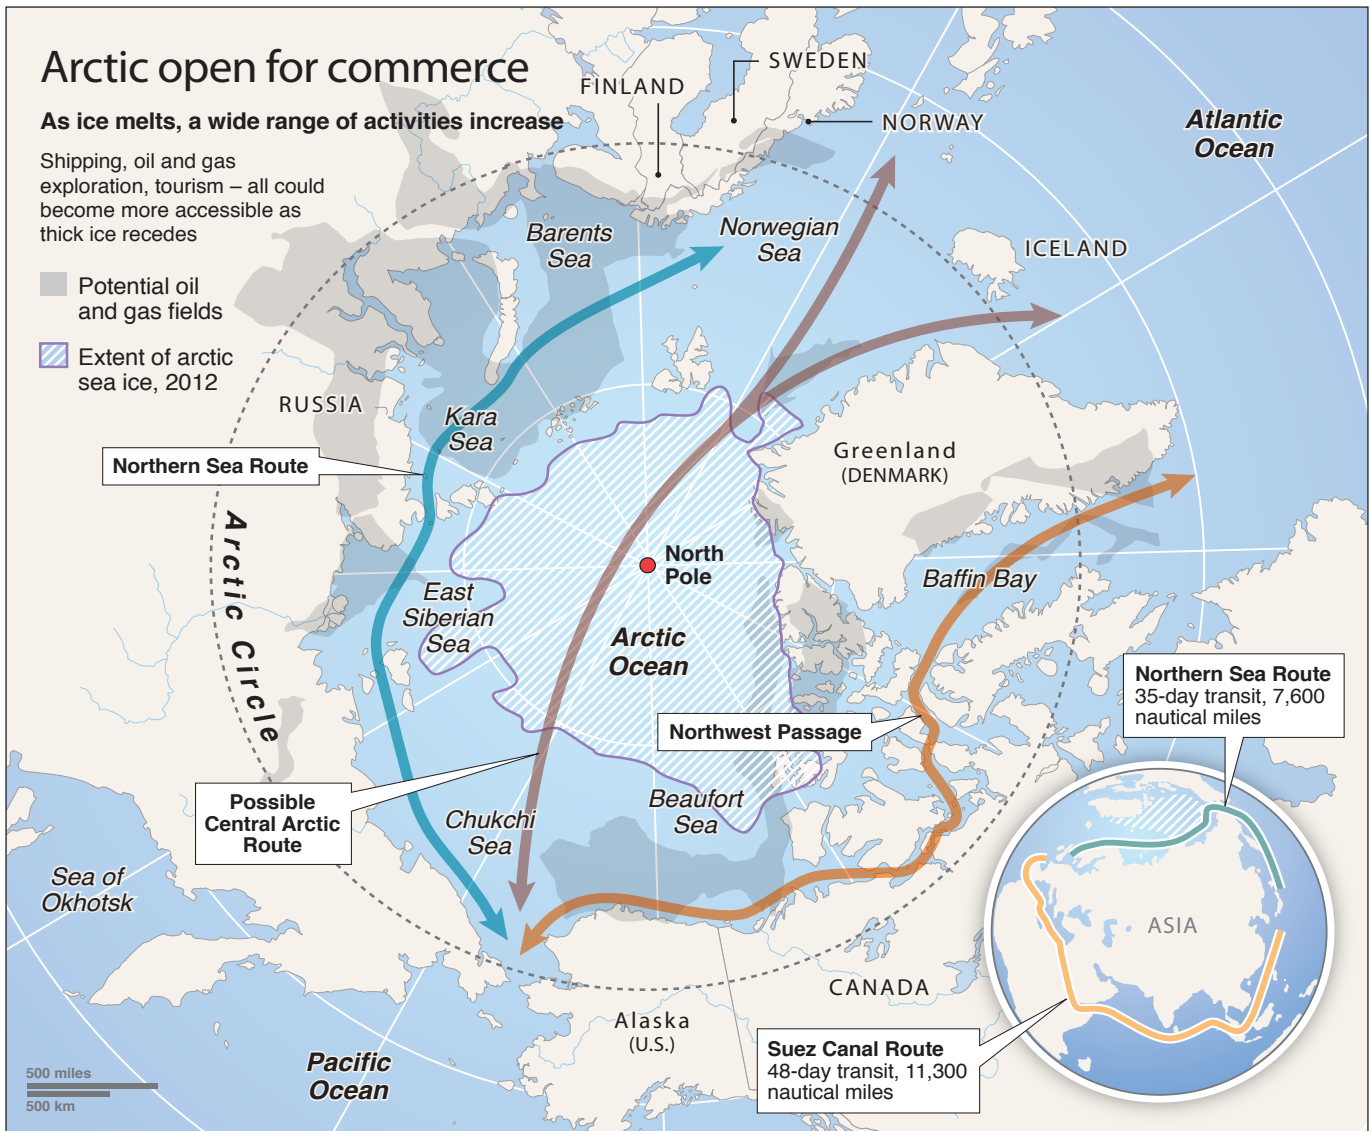 Arctic open for commerce
As ice melts, a wide range of activities increase
Shipping, oil and gas
exploration, tourism – all could
become more accessible as
thick ice recedes
Potential oil
and gas fields
Extent of arctic
sea ice, 2012
FINLAND
SWEDEN
NORWAY
Atlantic
Ocean
Barents
Sea
Norwegian
Sea
ICELAND
RUSSIA
Kara
Sea
Northern Sea Route
Greenland
(DENMARK)
Arctic Circle
North
Pole
Baffin Bay
East
Siberian
Sea
Arctic
Ocean
Northwest Passage
Northern Sea Route
35-day transit, 7,600
nautical miles
Possible
Central Arctic
Route
Chukchi
Sea
Beaufort
Sea
Sea of
Okhotsk
ASIA
CANADA
Alaska
(U.S.)
Suez Canal Route
48-day transit, 11,300
nautical miles
Pacific
Ocean
500 miles
500 km